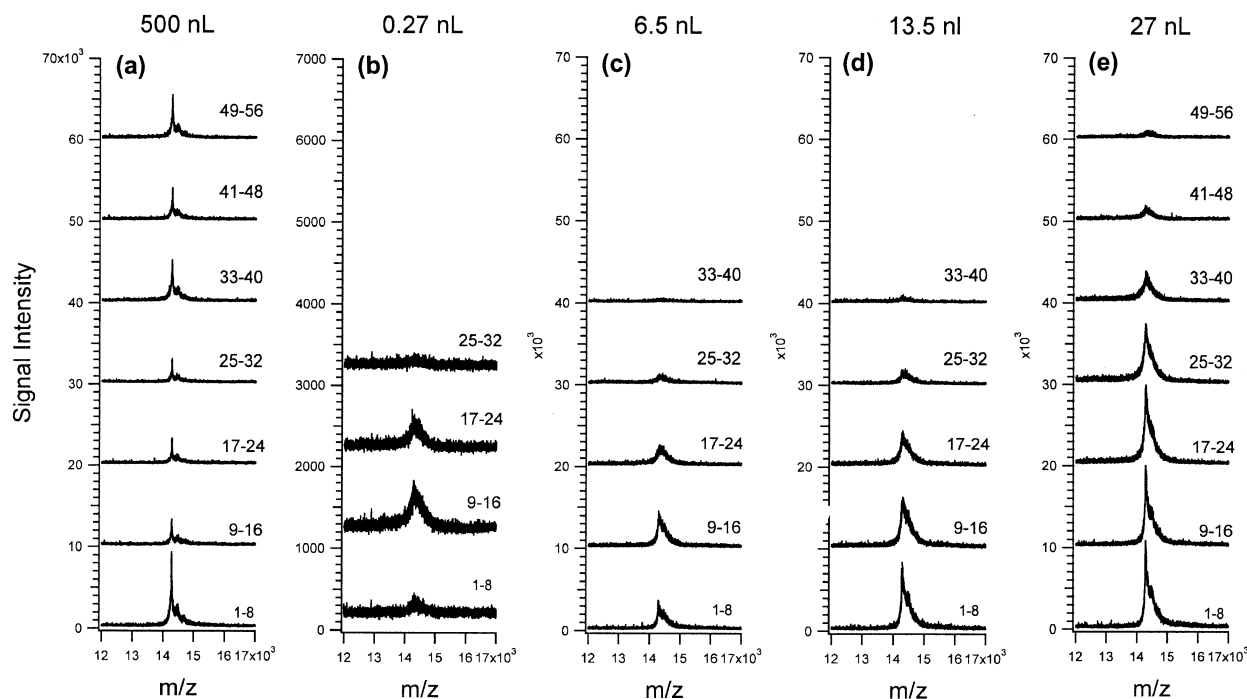 500 nL
0.27 nL
6.5 nL
13.5 nl
27 nL
Signal Intensity
(a)
70x10³
60
50
40
30
20
10
0
49-56
41-48
33-40
25-32
17-24
9-16
1-8
12 13 14 15 16 17x10³
m/z
(b)
7000
6000
5000
4000
3000
2000
1000
0
25-32
17-24
9-16
1-8
12 13 14 15 16 17x10³
m/z
(c)
70
60
50
40
30
20
10
0
x10³
33-40
25-32
17-24
9-16
1-8
12 13 14 15 16 17x10³
m/z
(d)
70
60
50
40
30
20
10
0
x10³
33-40
25-32
17-24
9-16
1-8
12 13 14 15 16 17x10³
m/z
(e)
70
60
50
40
30
20
10
0
x10³
49-56
41-48
33-40
25-32
17-24
9-16
1-8
12 13 14 15 16 17x10³
m/z